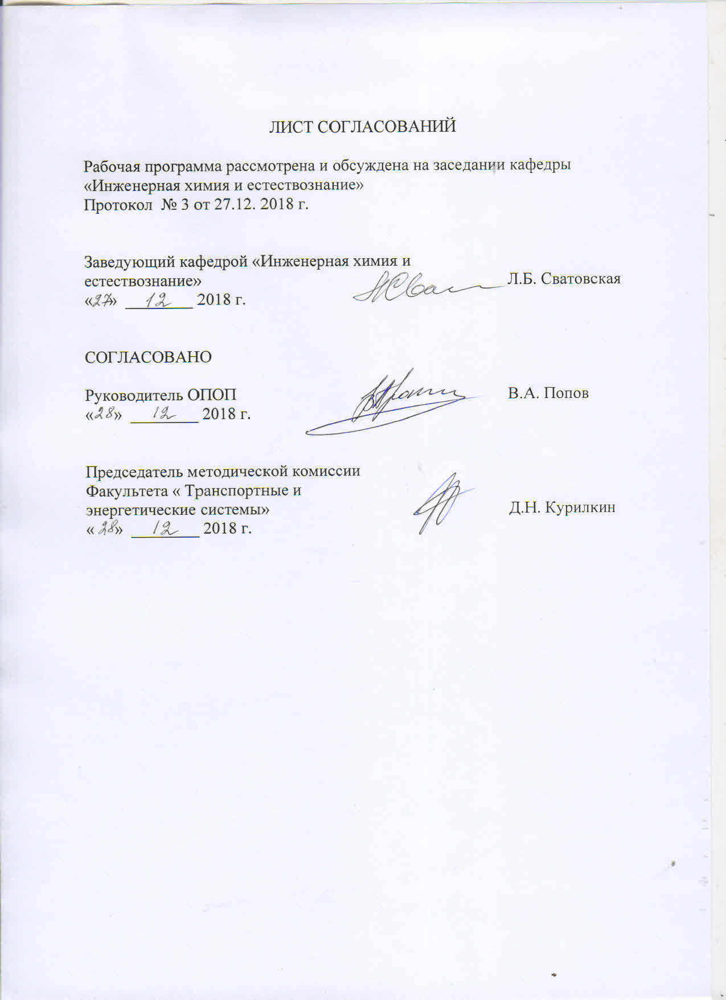 ЛИСТ СОГЛАСОВАНИЙ
Рабочая программа рассмотрена и обсуждена на заседании кафедры
«Инженерная химия и естествознание»
Протокол № 3 от 27.12. 2018 г.
Заведующий кафедрой «Инженерная химия и
естествознание» Л.Б. Сватовская
«27» 12 2018 г.
СОГЛАСОВАНО
Руководитель ОПОП В.А. Попов
«28» 12 2018 г.
Председатель методической комиссии
Факультета « Транспортные и
энергетические системы» Д.Н. Курилкин
« 28» 12 2018 г.